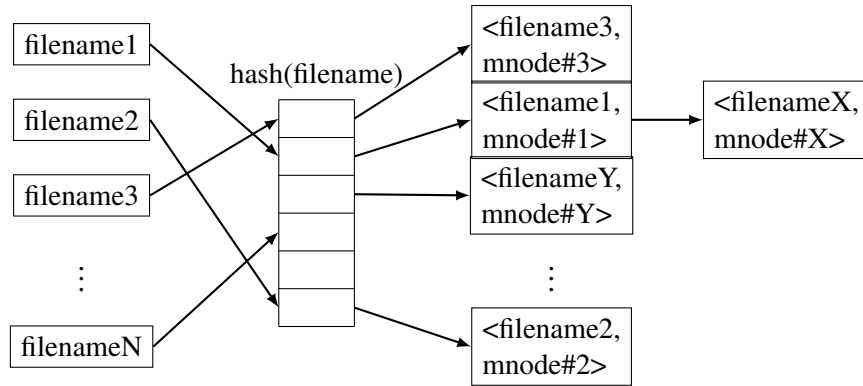 filename1
filename2
filename3
⋮
filenameN
hash(filename)
<filename3,
mnode#3>
<filename1,
mnode#1>
<filenameX,
mnode#X>
<filenameY,
mnode#Y>
⋮
<filename2,
mnode#2>